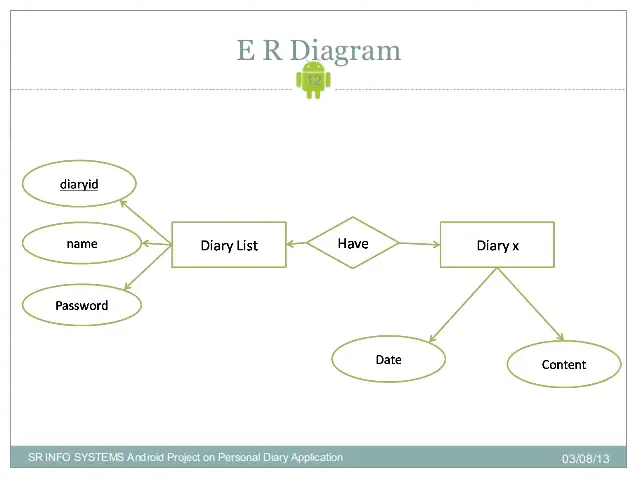 E R Diagram
12
diaryid
name
Password
Diary List
Have
Diary x
Date
Content
SR INFO SYSTEMS Android Project on Personal Diary Application
03/08/13